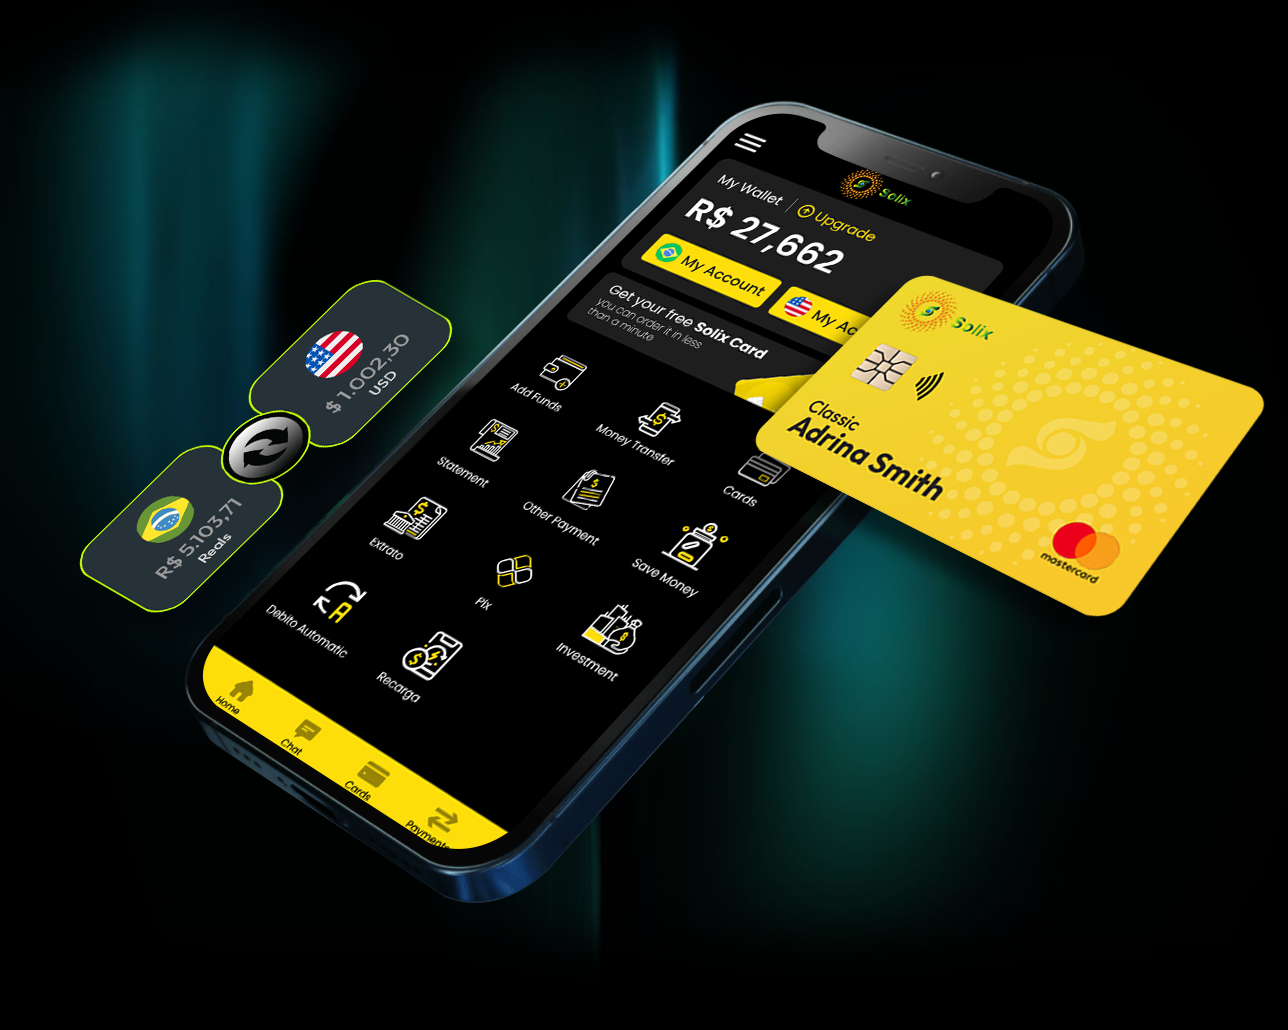 Solix
My Wallet
Upgrade
R$ 27,662
My Account
My Ac
Get your free Solix Card
you can order it in less
than a minute
Add Funds
Money Transfer
Cards
Statement
Other Payment
Save Money
Extrato
Pix
Investment
Debito Automatic
A
Recarga
Home
Chat
Cards
Payments
$ 1.002,30
USD
R$ 5.103,71
Reals
Solix
Classic
Adrina Smith
mastercard